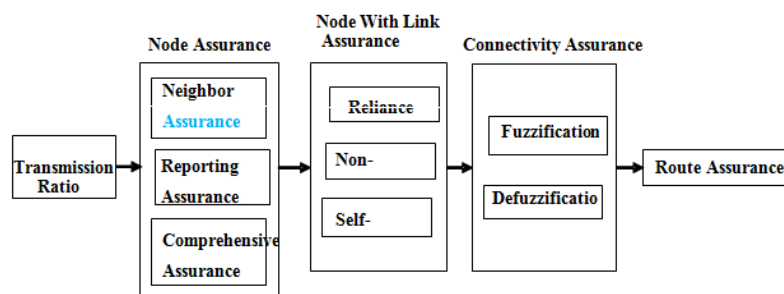 Node Assurance
Node With Link
Assurance
Connectivity Assurance
Transmission
Ratio
Neighbor
Assurance
Reporting
Assurance
Comprehensive
Assurance
Reliance
Non-
Self-
Fuzzification
Defuzzificatio
Route Assurance